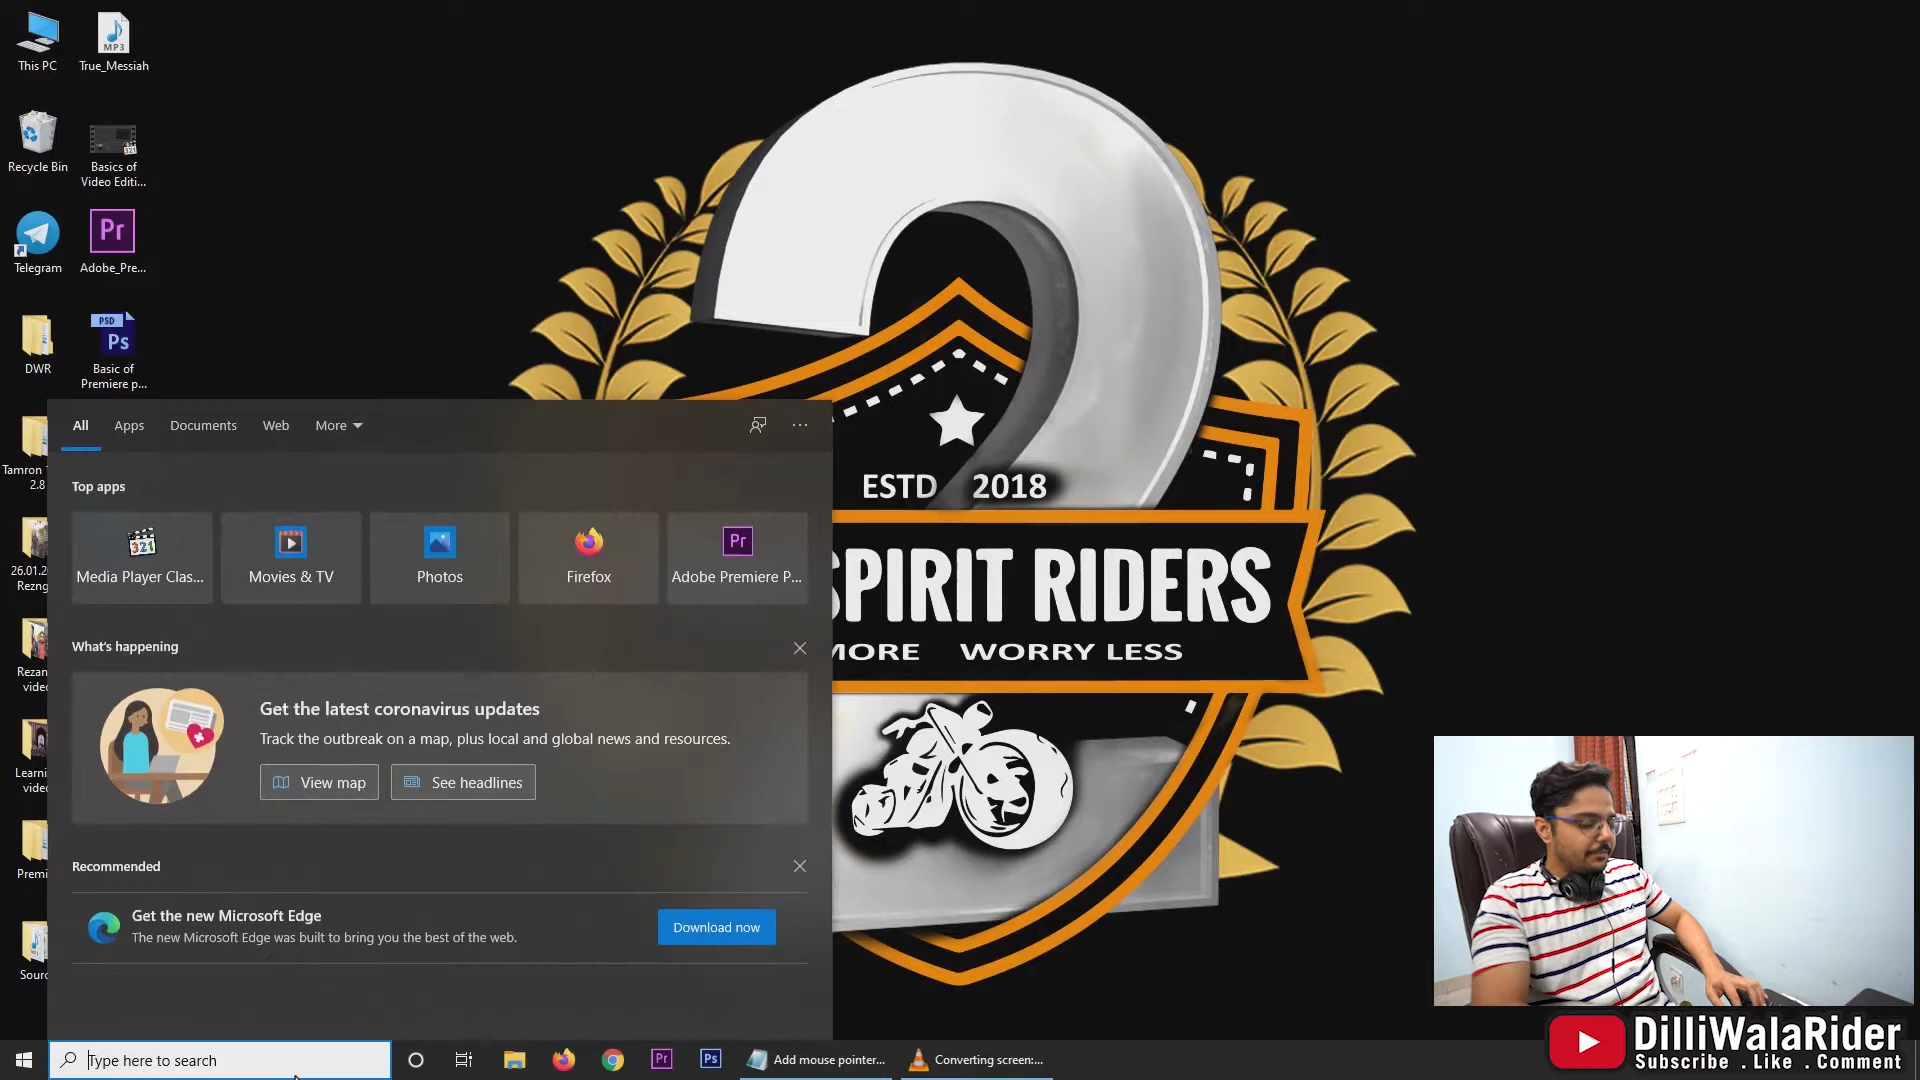 This PC
True_Messiah
MP3
Recycle Bin
Basics of
Video Editi...
Telegram
Pr
Adobe_Pre...
DWR
PSD
Ps
Basic of
Premiere p...
Tamron
2.8
26.01.20
Rezng
Rezan
video
Learni
video
Premi
Sourc
All
Apps
Documents
Web
More
Top apps
321
Media Player Clas...
Movies & TV
Photos
Firefox
Pr
Adobe Premiere P...
What's happening
Get the latest coronavirus updates
Track the outbreak on a map, plus local and global news and resources.
View map
See headlines
Recommended
Get the new Microsoft Edge
The new Microsoft Edge was built to bring you the best of the web.
Download now
ESTD 2018
SPIRIT RIDERS
MORE WORRY LESS
DilliWalaRider
Subscribe . Like . Comment
Type here to search
Pr
Ps
Add mouse pointer...
Converting screen:...